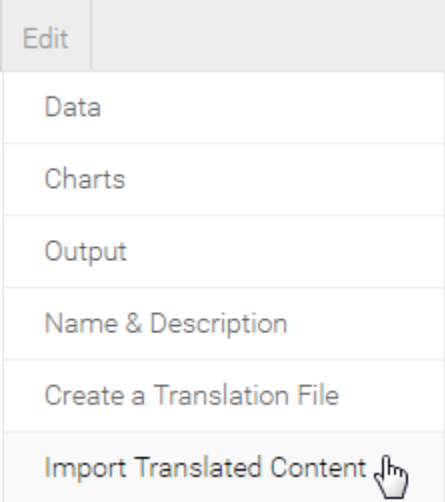 Edit
Data
Charts
Output
Name & Description
Create a Translation File
Import Translated Content